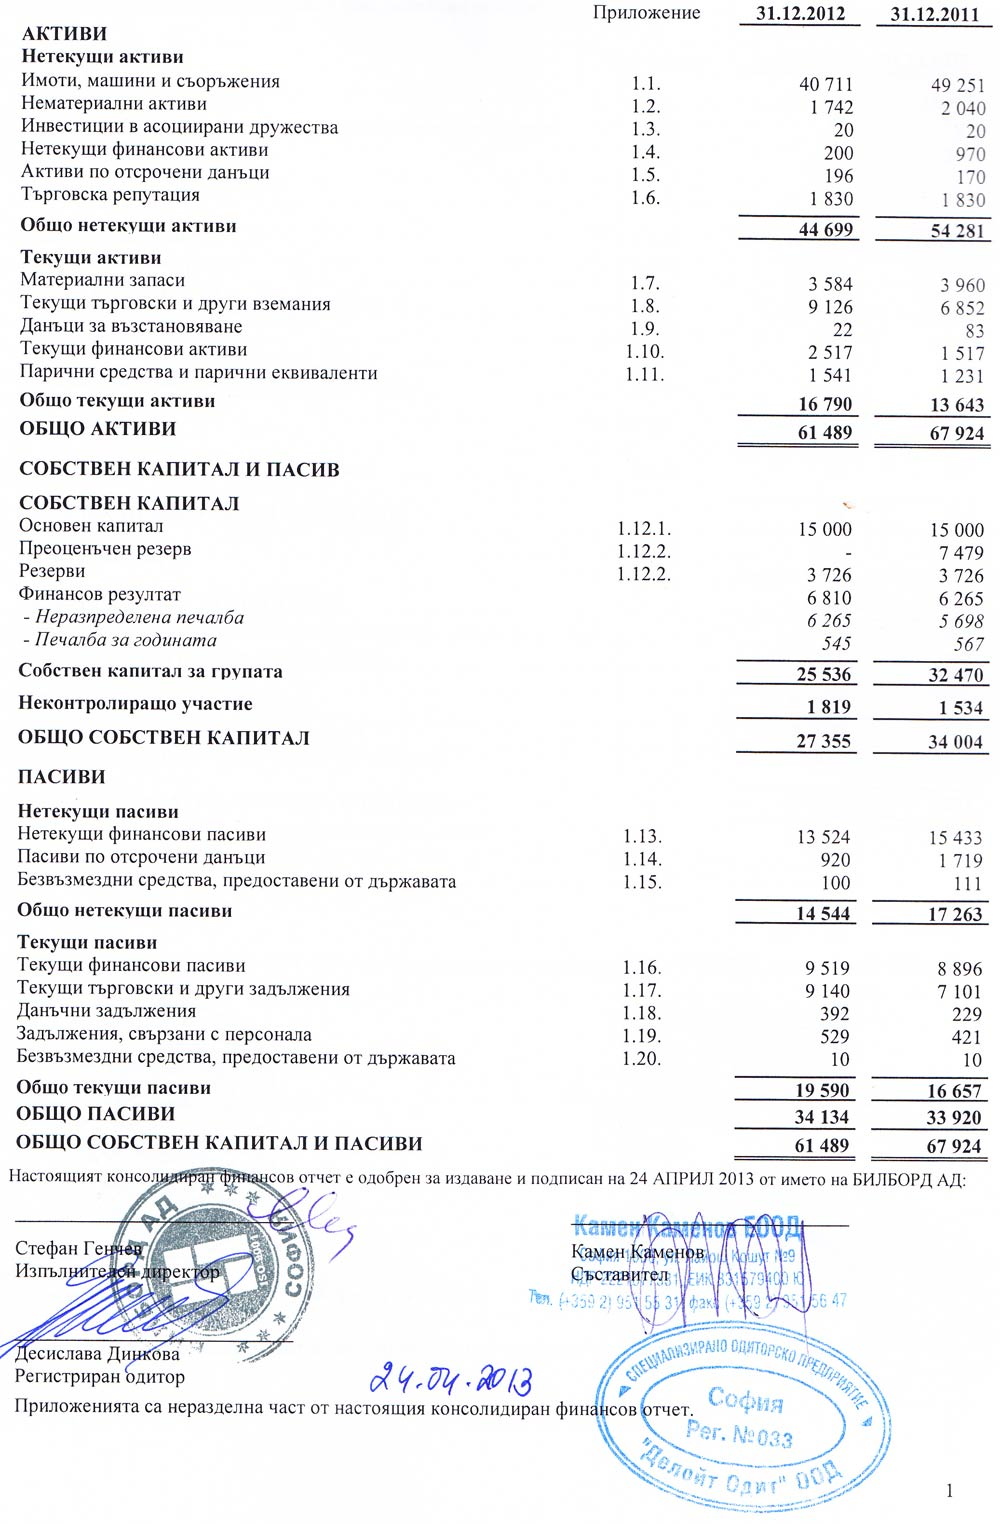 Приложение 31.12.2012 31.12.2011
АКТИВИ
Нетекущи активи
Имоти, машини и съоръжения 1.1. 40 711 49 251
Нематериални активи 1.2. 1 742 2 040
Инвестиции в асоциирани дружества 1.3. 20 20
Нетекущи финансови активи 1.4. 200 970
Активи по отсрочени данъци 1.5. 196 170
Търговска репутация 1.6. 1 830 1 830
Общо нетекущи активи 44 699 54 281
Текущи активи
Материални запаси 1.7. 3 584 3 960
Текущи търговски и други вземания 1.8. 9 126 6 852
Данъци за възстановяване 1.9. 22 83
Текущи финансови активи 1.10. 2 517 1 517
Парични средства и парични еквиваленти 1.11. 1 541 1 231
Общо текущи активи 16 790 13 643
ОБЩО АКТИВИ 61 489 67 924
СОБСТВЕН КАПИТАЛ И ПАСИВ
СОБСТВЕН КАПИТАЛ
Основен капитал 1.12.1. 15 000 15 000
Преоценъчен резерв 1.12.2. - 7 479
Резерви 1.12.2. 3 726 3 726
Финансов резултат 6 810 6 265
- Неразпределена печалба 6 265 5 698
- Печалба за годината 545 567
Собствен капитал за групата 25 536 32 470
Неконтролиращо участие 1 819 1 534
ОБЩО СОБСТВЕН КАПИТАЛ 27 355 34 004
ПАСИВИ
Нетекущи пасиви
Нетекущи финансови пасиви 1.13. 13 524 15 433
Пасиви по отсрочени данъци 1.14. 920 1 719
Безвъзмездни средства, предоставени от държавата 1.15. 100 111
Общо нетекущи пасиви 14 544 17 263
Текущи пасиви
Текущи финансови пасиви 1.16. 9 519 8 896
Текущи търговски и други задължения 1.17. 9 140 7 101
Данъчни задължения 1.18. 392 229
Задължения, свързани с персонала 1.19. 529 421
Безвъзмездни средства, предоставени от държавата 1.20. 10 10
Общо текущи пасиви 19 590 16 657
ОБЩО ПАСИВИ 34 134 33 920
ОБЩО СОБСТВЕН КАПИТАЛ И ПАСИВИ 61 489 67 924
Настоящият консолидиран финансов отчет е одобрен за издаване и подписан на 24 АПРИЛ 2013 от името на БИЛБОРД АД:
Камен Каменов ЕООД
Стефан Генчев Камен Каменов
Изпълнителен директор Съставител
Тел. (+359 2) 951 55 31, факс (+359 2) 951 56 47
СОФИЯ
Десислава Динкова
Регистриран одитор 24.04.2013
Приложенията са неразделна част от настоящия консолидиран финансов отчет.
СПЕЦИАЛИЗИРАНО ОДИТОРСКО ПРЕДПРИЯТИЕ
София
Рег. №033
"Делойт Одит" ООД
1